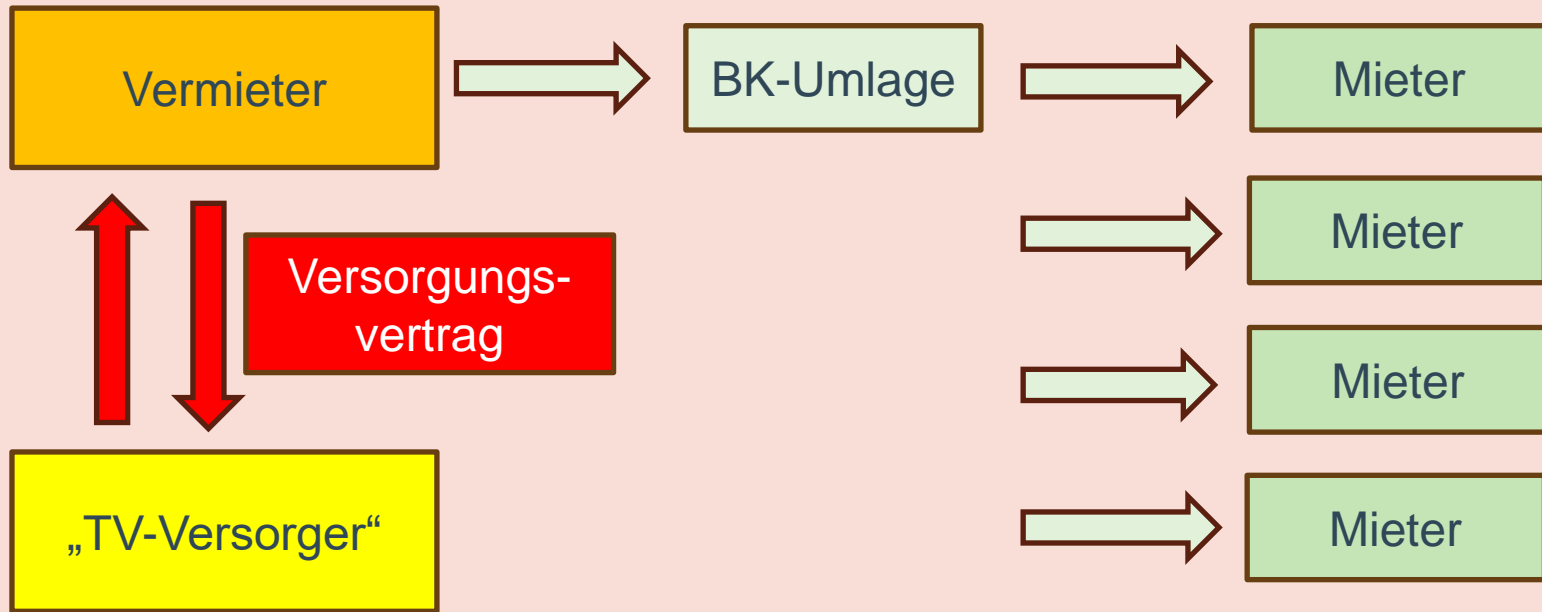 Vermieter
BK-Umlage
Mieter
Mieter
Versorgungs-
vertrag
Mieter
„TV-Versorger“
Mieter